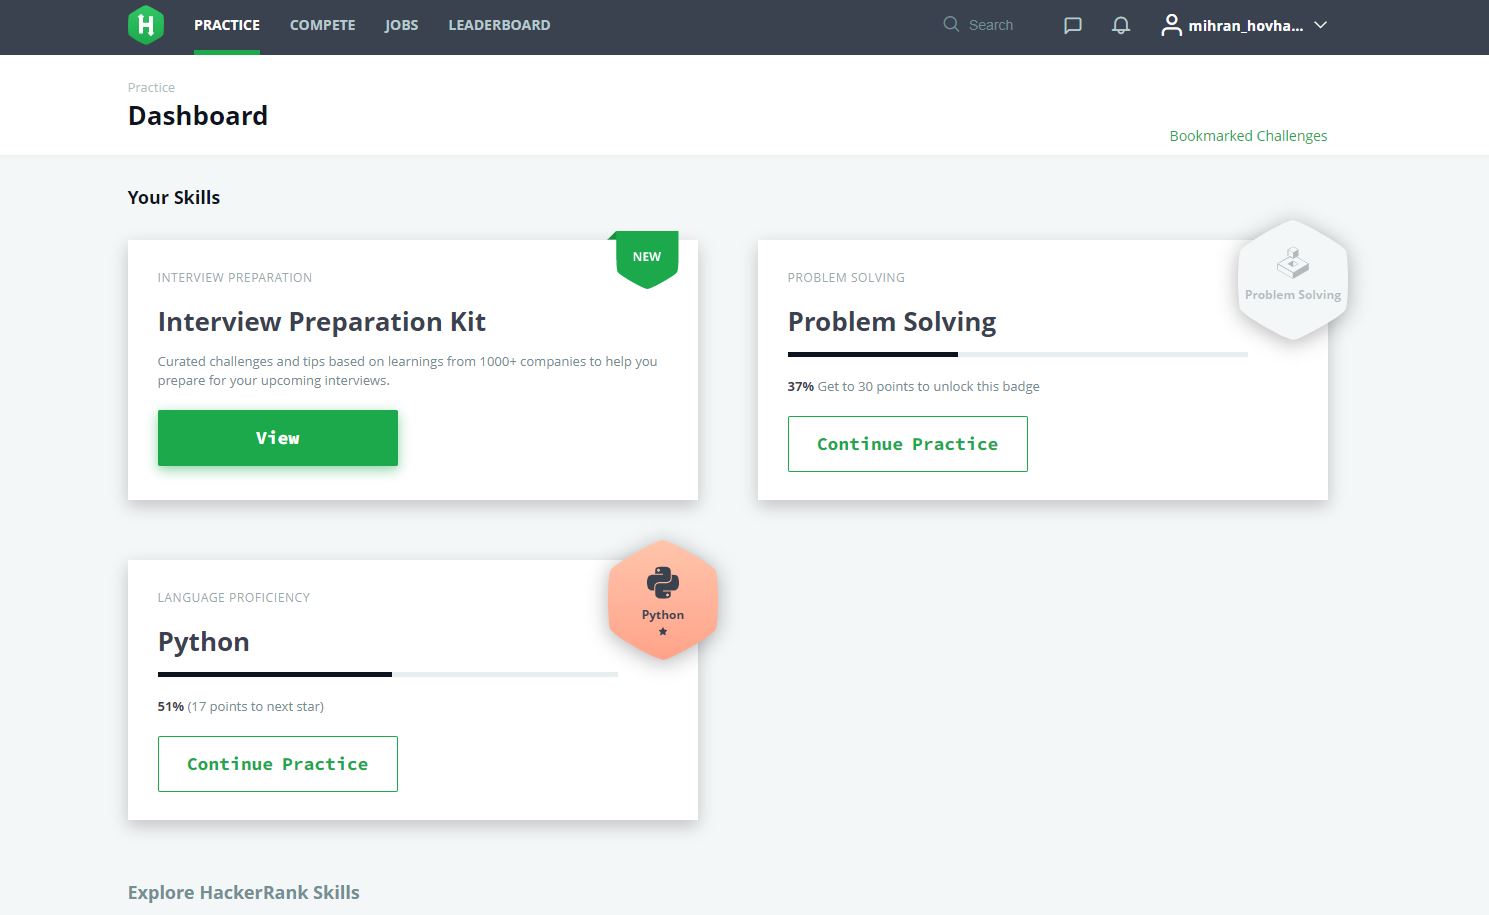 H
PRACTICE COMPETE JOBS LEADERBOARD Search mihran_hovha...
Practice
Dashboard
Bookmarked Challenges
Your Skills
NEW
INTERVIEW PREPARATION
Interview Preparation Kit
Curated challenges and tips based on learnings from 1000+ companies to help you
prepare for your upcoming interviews.
View
Problem Solving
PROBLEM SOLVING
Problem Solving
37% Get to 30 points to unlock this badge
Continue Practice
Python
LANGUAGE PROFICIENCY
Python
51% (17 points to next star)
Continue Practice
Explore HackerRank Skills